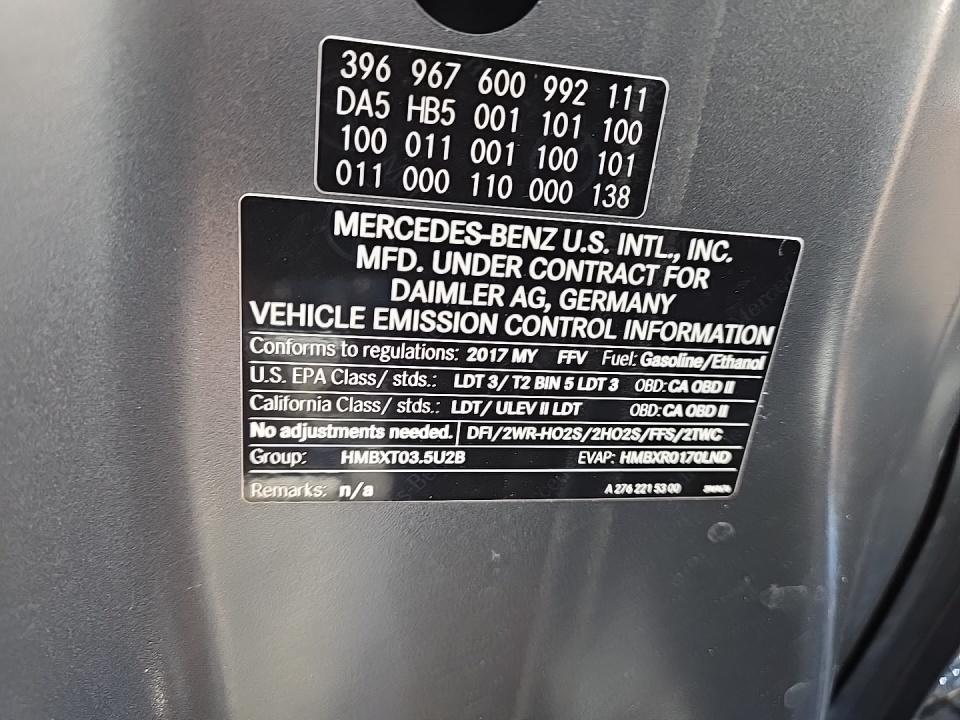 396 967 600 992 1.11
DA5 HB5 001 101 100
100 011 001 100 101
011 000 110 000 138
MERCEDES-BENZ U.S. INTL., INC.
MFD. UNDER CONTRACT FOR
DAIMLER AG, GERMANY
VEHICLE EMISSION CONTROL INFORMATION
Conforms to regulations: 2017 MY FFV Fuel: Gasoline/Ethanol
U.S. EPA Class/ stds.: LDT 3/ T2 BIN 5 LDT 3 OBD: CA OBD II
California Class/ stds.: LDT/ ULEV II LDT OBD: CA OBD II
No adjustments needed. DFI/2WR-HO2S/2HO2S/FFS/2TWC
Group: HMBXT03.5U2B EVAP: HMBXR0170LND
Remarks: n/a A 276 221 53 00